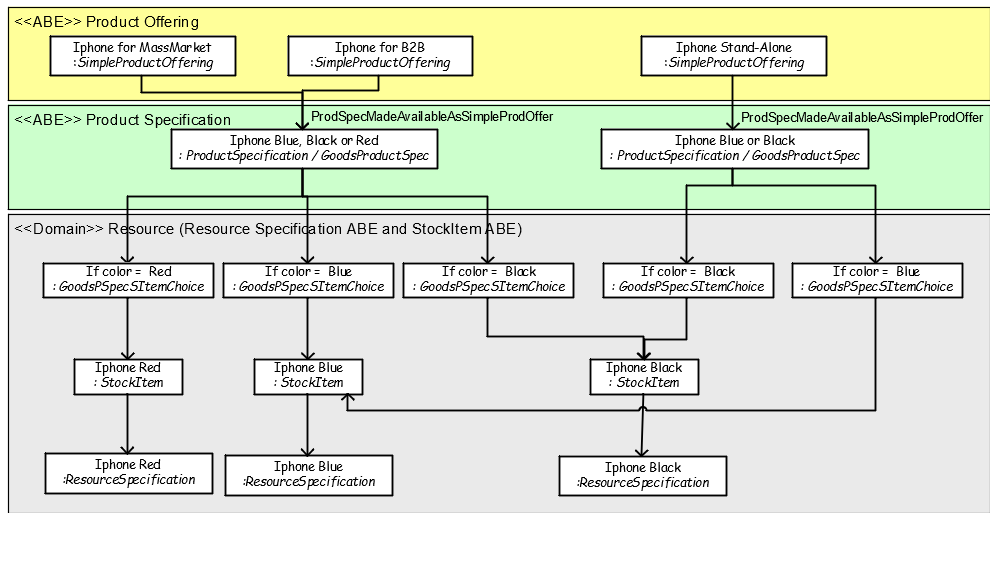 <<ABE>> Product Offering
Iphone for MassMarket
:SimpleProductOffering
Iphone for B2B
:SimpleProductOffering
Iphone Stand-Alone
:SimpleProductOffering
<<ABE>> Product Specification
ProdSpecMadeAvailableAsSimpleProdOffer
ProdSpecMadeAvailableAsSimpleProdOffer
Iphone Blue, Black or Red
: ProductSpecification / GoodsProductSpec
Iphone Blue or Black
: ProductSpecification / GoodsProductSpec
<<Domain>> Resource (Resource Specification ABE and StockItem ABE)
If color = Red
: GoodsPSpecSItemChoice
If color = Blue
: GoodsPSpecSItemChoice
If color = Black
: GoodsPSpecSItemChoice
If color = Black
: GoodsPSpecSItemChoice
If color = Blue
: GoodsPSpecSItemChoice
Iphone Red
: StockItem
Iphone Blue
: StockItem
Iphone Black
: StockItem
Iphone Red
:ResourceSpecification
Iphone Blue
:ResourceSpecification
Iphone Black
:ResourceSpecification